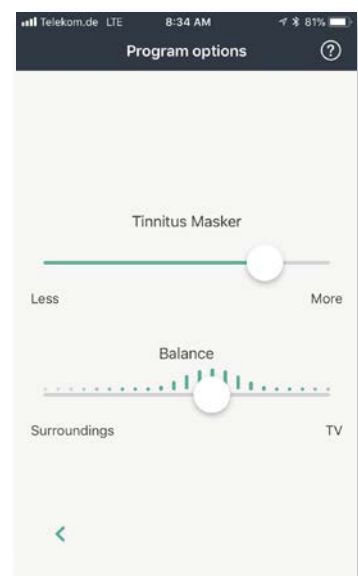 Telekom.de LTE 8:34 AM 81%
Program options ?
Tinnitus Masker
Less More
Balance
Surroundings TV